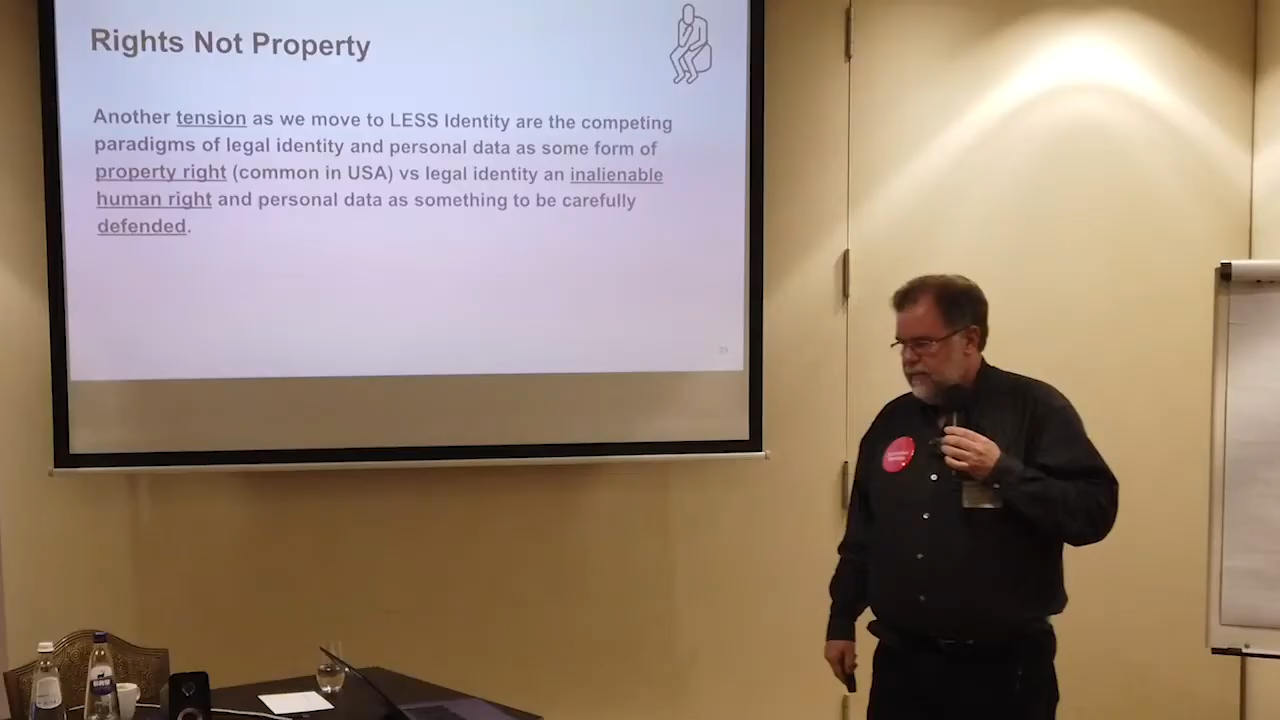 Rights Not Property
Another tension as we move to LESS Identity are the competing
paradigms of legal identity and personal data as some form of
property right (common in USA) vs legal identity an inalienable
human right and personal data as something to be carefully
defended.